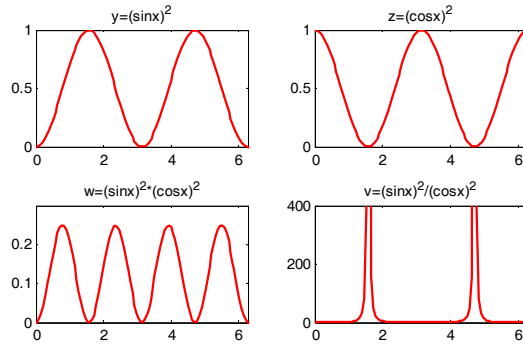 y=(sinx)^2
1
0.5
0
0 2 4 6
z=(cosx)^2
1
0.5
0
0 2 4 6
w=(sinx)^2*(cosx)^2
0.2
0.1
0
0 2 4 6
v=(sinx)^2/(cosx)^2
400
200
0
0 2 4 6